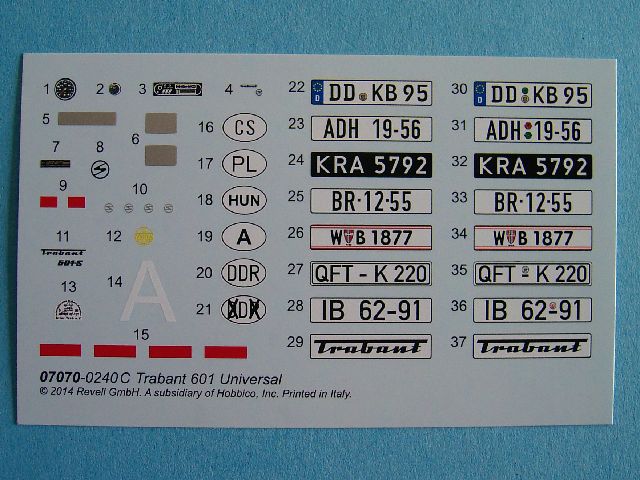 1 2 3 4 22 DD KB 95 30 DD KB 95
5 6 16 CS 23 ADH 19-56 31 ADH 19-56
7 8 17 PL 24 KRA 5792 32 KRA 5792
9 10 18 HUN 25 BR·12-55 33 BR·12-55
11 Trabant 601 S 12 19 A 26 W B 1877 34 W B 1877
13 14 A 20 DDR 27 QFT - K 220 35 QFT - K 220
21 DDR 28 IB 62-91 36 IB 62-91
15 29 Trabant 37 Trabant
07070-0240 C Trabant 601 Universal
© 2014 Revell GmbH. A subsidiary of Hobbico, Inc. Printed in Italy.